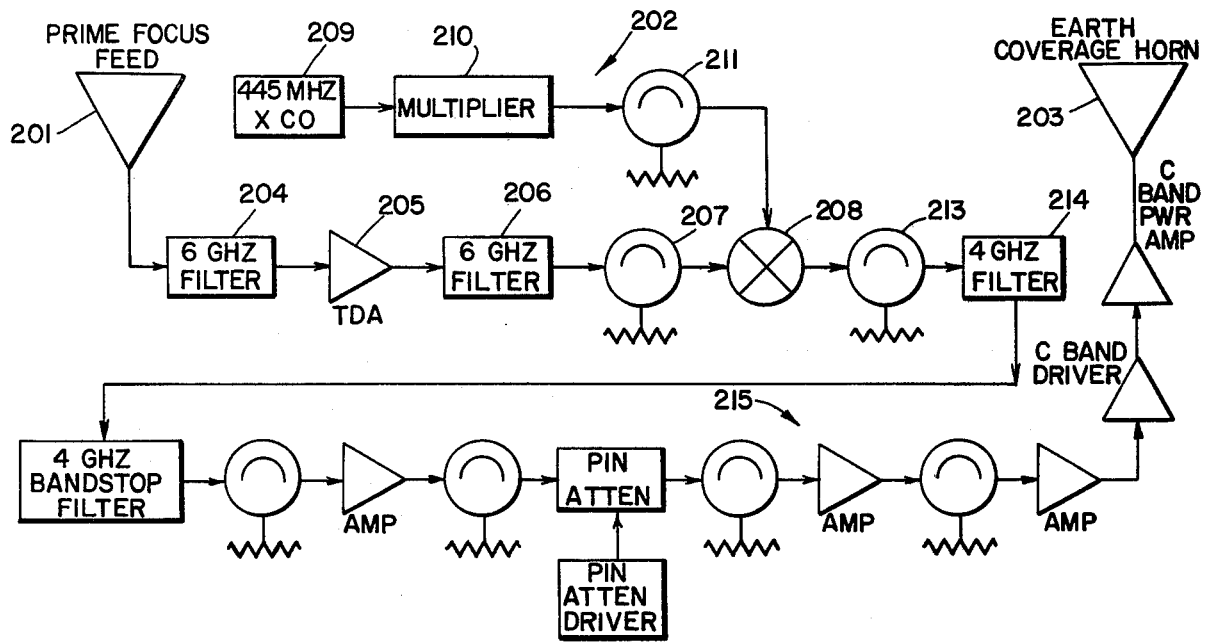 PRIME FOCUS
FEED
201
209
445 MHZ
X CO
210
MULTIPLIER
202
211
EARTH
COVERAGE HORN
203
204
6 GHZ
FILTER
205
TDA
206
6 GHZ
FILTER
207
208
213
214
4 GHZ
FILTER
C
BAND
PWR
AMP
C BAND
DRIVER
215
4 GHZ
BANDSTOP
FILTER
AMP
PIN
ATTEN
PIN
ATTEN
DRIVER
AMP
AMP